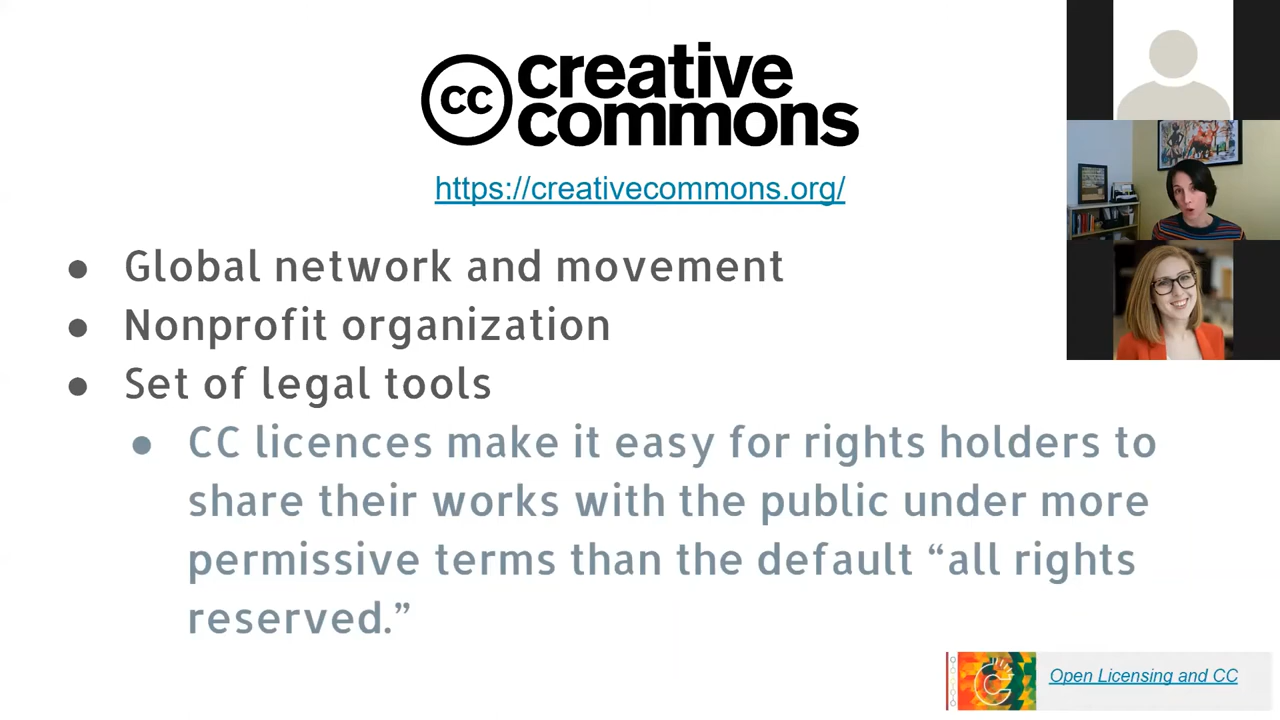 cc creative
commons
https://creativecommons.org/
● Global network and movement
● Nonprofit organization
● Set of legal tools
● CC licences make it easy for rights holders to
share their works with the public under more
permissive terms than the default “all rights
reserved.”
Open Licensing and CC